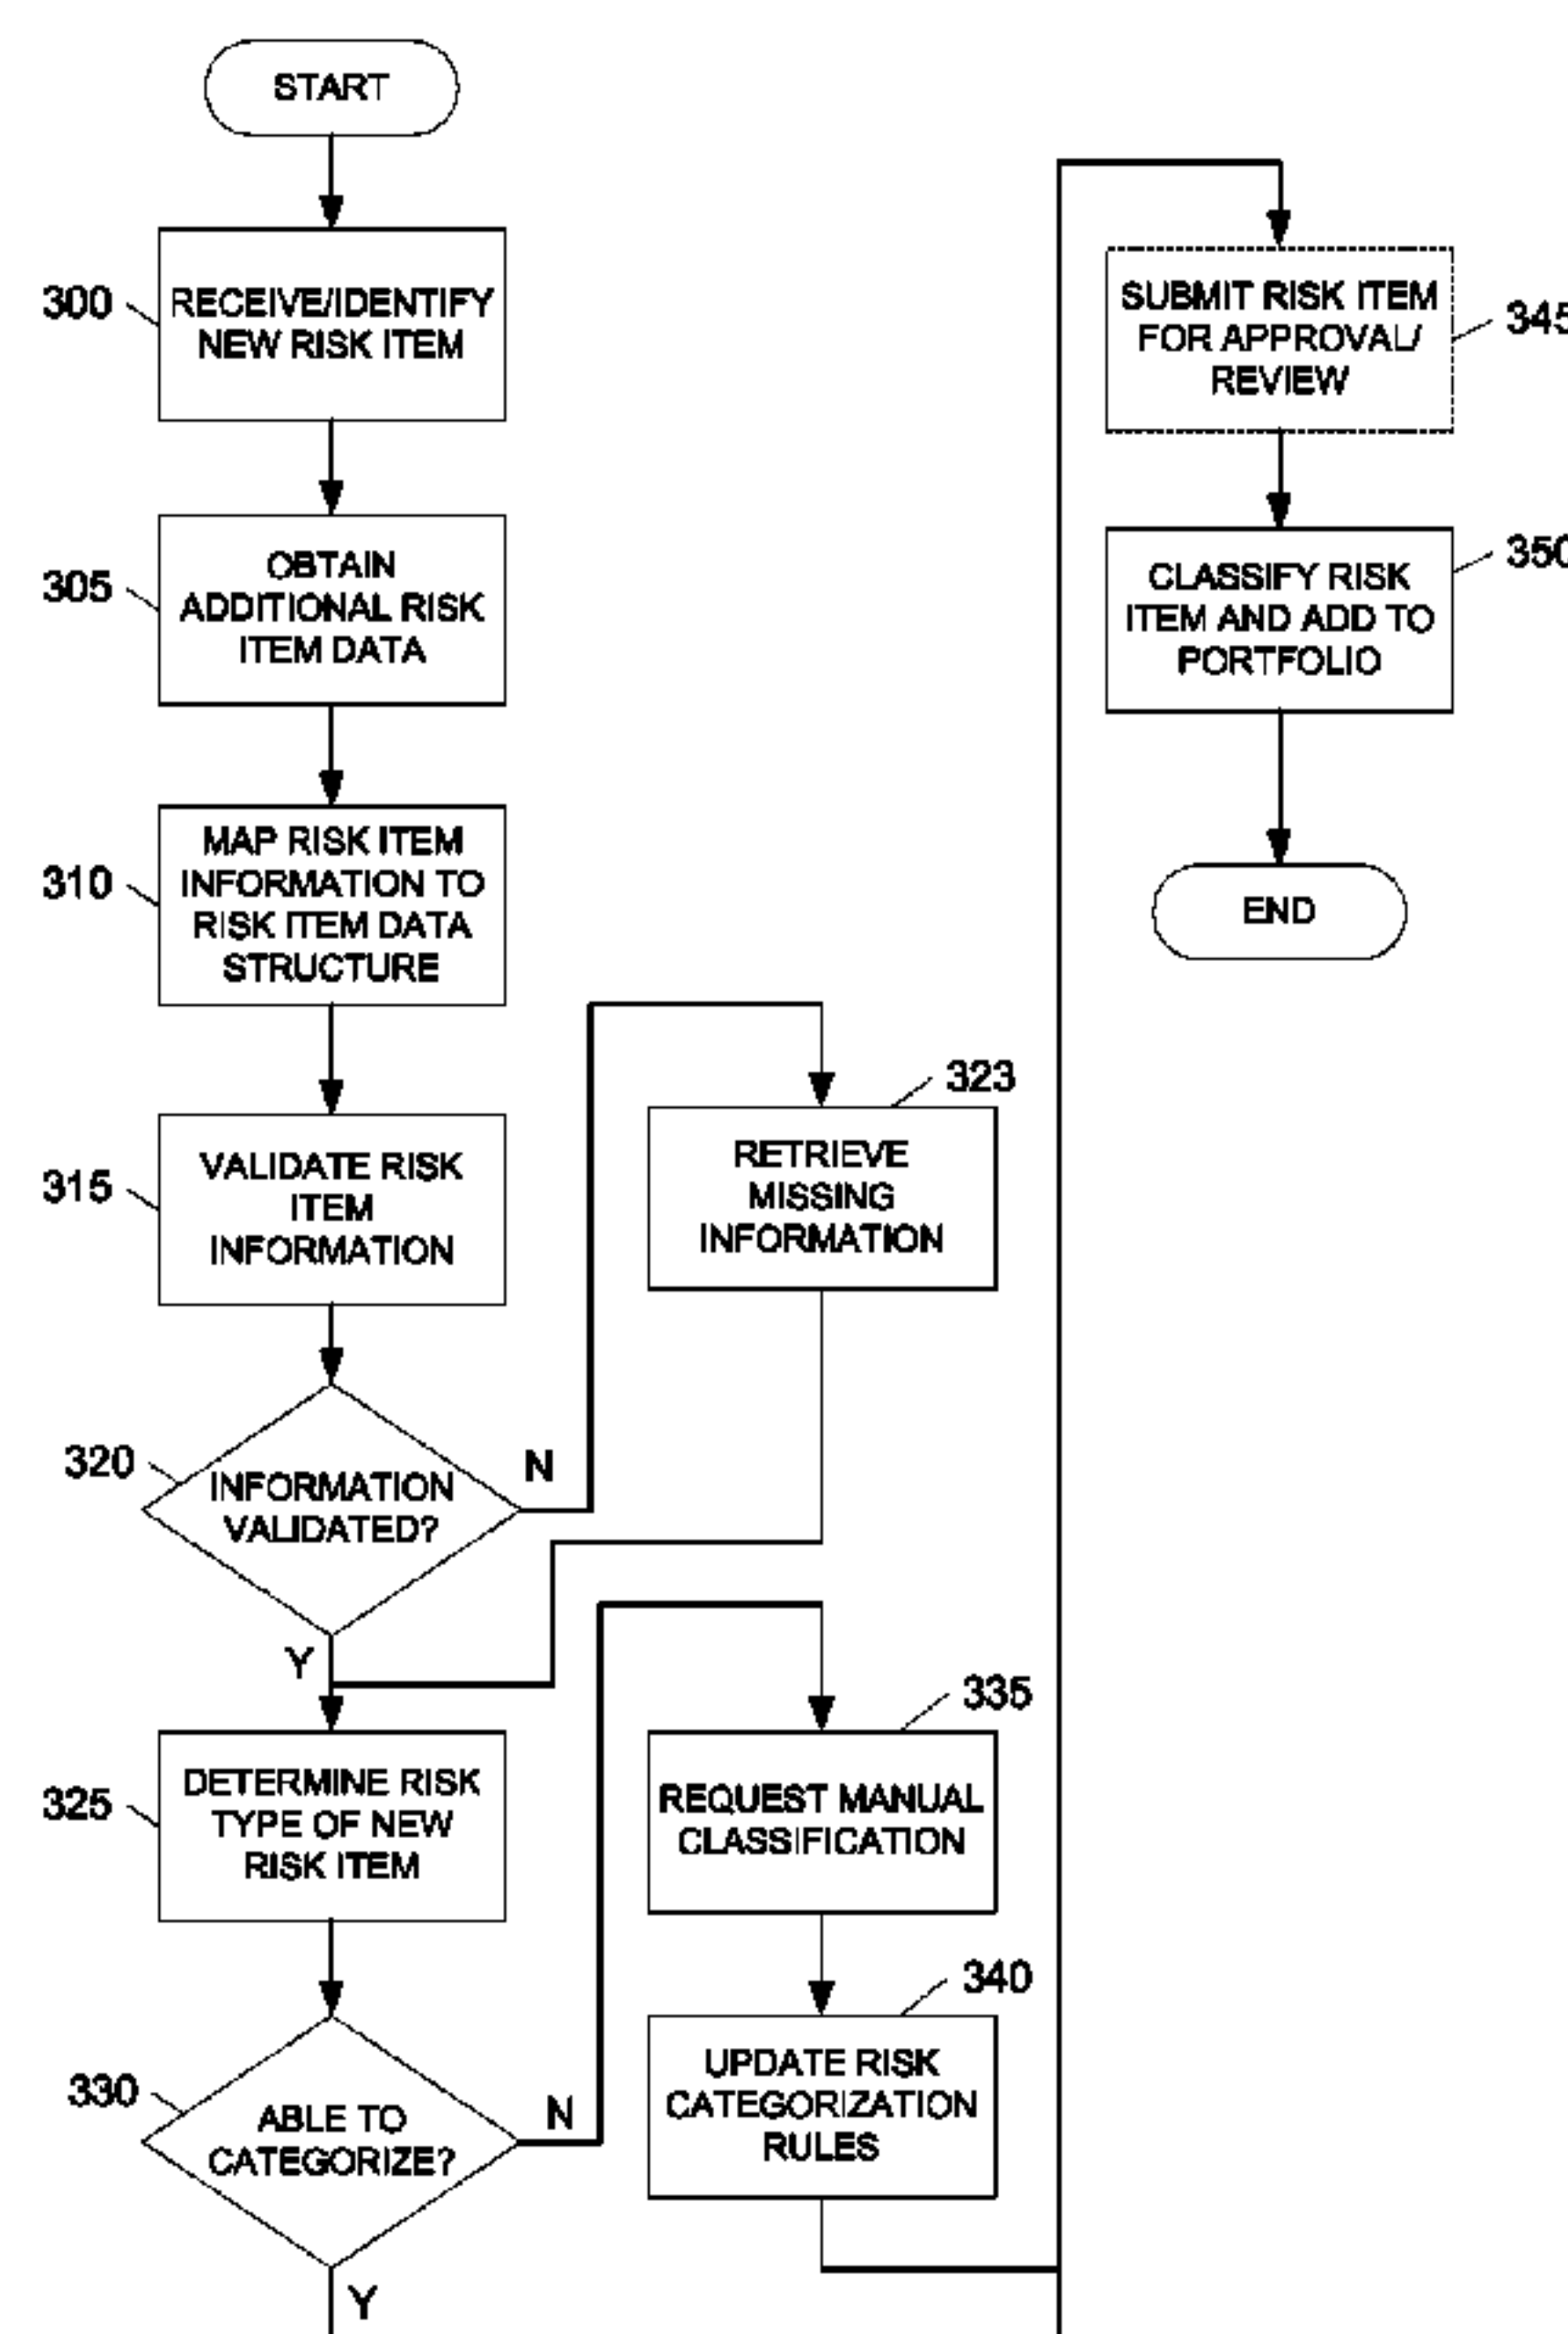 START
300
RECEIVE/IDENTIFY
NEW RISK ITEM
305
OBTAIN
ADDITIONAL RISK
ITEM DATA
310
MAP RISK ITEM
INFORMATION TO
RISK ITEM DATA
STRUCTURE
315
VALIDATE RISK
ITEM
INFORMATION
320
INFORMATION
VALIDATED?
N
Y
323
RETRIEVE
MISSING
INFORMATION
325
DETERMINE RISK
TYPE OF NEW
RISK ITEM
330
ABLE TO
CATEGORIZE?
N
Y
335
REQUEST MANUAL
CLASSIFICATION
340
UPDATE RISK
CATEGORIZATION
RULES
345
SUBMIT RISK ITEM
FOR APPROVAL/
REVIEW
350
CLASSIFY RISK
ITEM AND ADD TO
PORTFOLIO
END